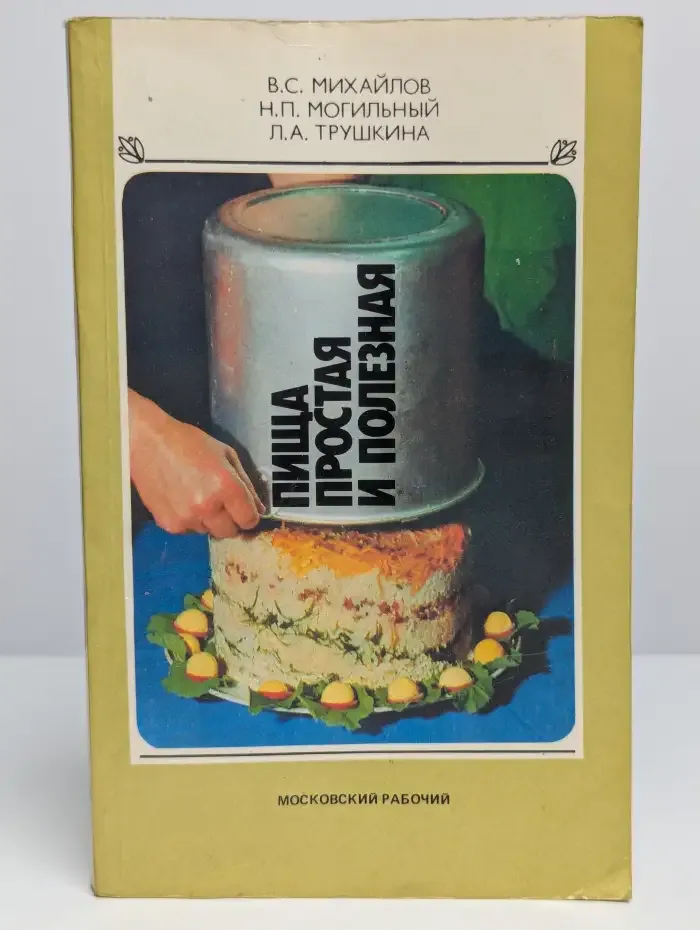 В.С. МИХАЙЛОВ
Н.П. МОГИЛЬНЫЙ
Л.А. ТРУШКИНА
ПИЩА
ПРОСТАЯ
И ПОЛЕЗНАЯ
МОСКОВСКИЙ РАБОЧИЙ